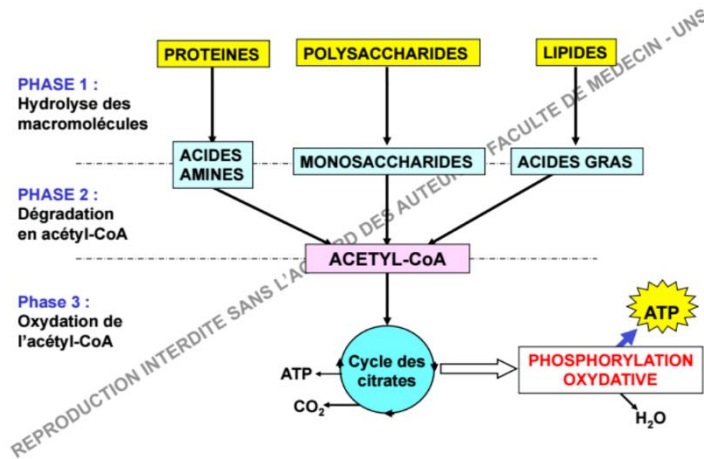 PROTEINES
POLYSACCHARIDES
LIPIDES
PHASE 1 :
Hydrolyse des
macromolécules
ACIDES
AMINES
MONOSACCHARIDES
ACIDES GRAS
PHASE 2 :
Dégradation
en acétyl-CoA
ACETYL-CoA
Phase 3 :
Oxydation de
l'acétyl-CoA
Cycle des
citrates
ATP
CO2
PHOSPHORYLATION
OXYDATIVE
ATP
H2O
REPRODUCTION INTERDITE SANS L'ACCORD DES AUTEURS FACULTE DE MEDECIN - UNS